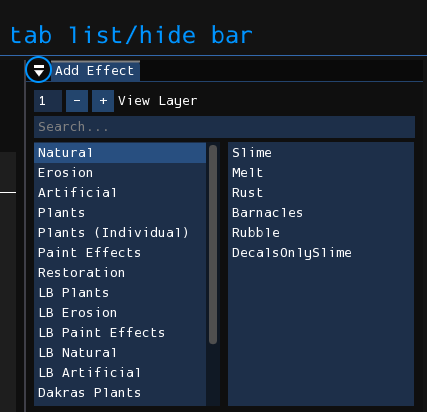 tab list/hide bar
Add Effect
1 - + View Layer
Search...
Natural
Erosion
Artificial
Plants
Plants (Individual)
Paint Effects
Restoration
LB Plants
LB Erosion
LB Paint Effects
LB Natural
LB Artificial
Dakras Plants
Slime
Melt
Rust
Barnacles
Rubble
DecalsOnlySlime